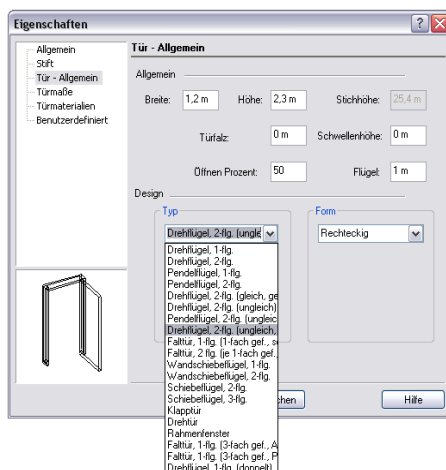 Eigenschaften
Allgemein
Stift
Tür - Allgemein
Türmaße
Türmaterialien
Benutzerdefiniert
Tür - Allgemein
Allgemein
Breite: 1,2 m Höhe: 2,3 m Stichhöhe: 25,4 m
Türfalz: 0 m Schwellenhöhe: 0 m
Öffnen Prozent: 50 Flügel: 1 m
Design
Typ
Form
Drehflügel, 2-flg. (ungle
Rechteckig
Drehflügel, 1-flg.
Drehflügel, 2-flg.
Pendelflügel, 1-flg.
Pendelflügel, 2-flg.
Drehflügel, 2-flg. (gleich, ge
Drehflügel, 2-flg. (ungleich)
Pendelflügel, 2-flg. (ungleic
Drehflügel, 2-flg. (ungleich,
Falttür, 1-flg. (1-fach gef., s
Falttür, 2 flg. (je 1-fach gef.,
Wandschiebeflügel, 1-flg.
Wandschiebeflügel, 2-flg.
Schiebeflügel, 2-flg.
Schiebeflügel, 3-flg.
Klapptür
Drehtür
Rahmenfenster
Falttür, 1-flg. (3-fach gef., A
Falttür, 1-flg. (3-fach gef., P
Drehflügel, 1-flg. (doppelt)
chen
Hilfe